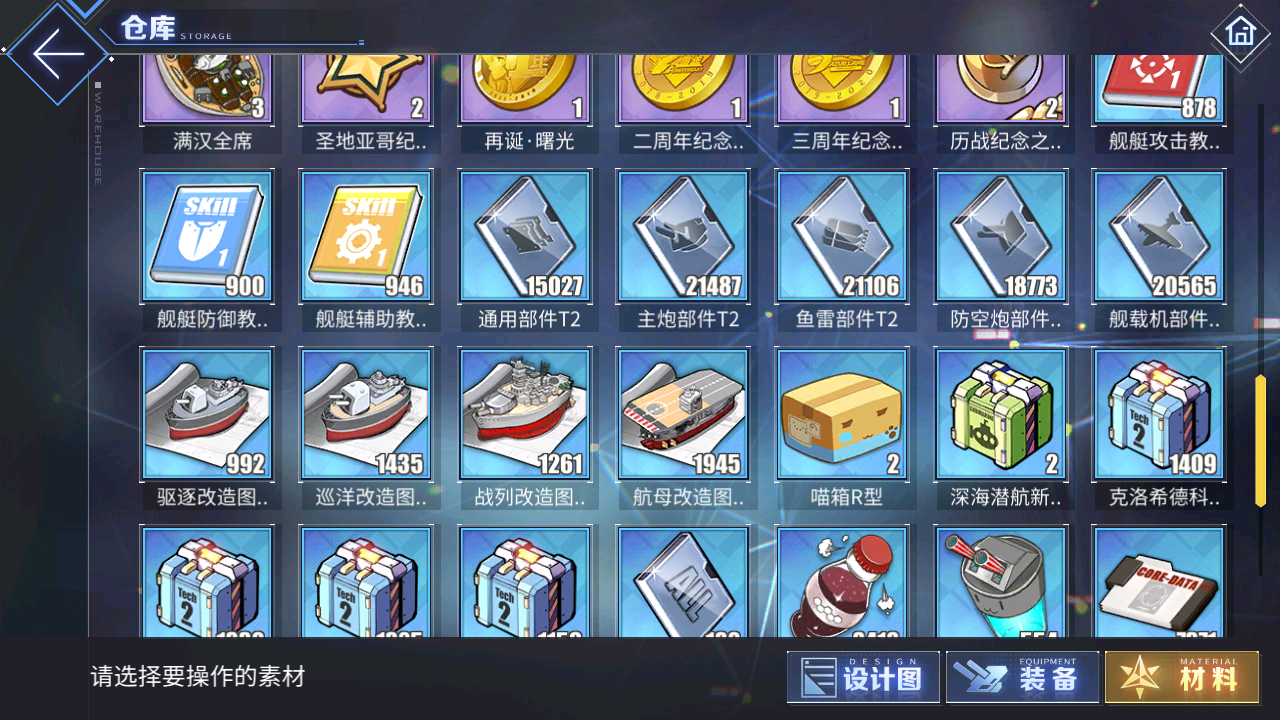 仓库 STORAGE
WAREHOUSE
3 2 1 1 1 2 1 878
满汉全席 圣地亚哥纪.. 再诞·曙光 二周年纪念.. 三周年纪念.. 历战纪念之.. 舰艇攻击教..
SKill 1 SKill 1
900 946 15027 21487 21106 18773 20565
舰艇防御教.. 舰艇辅助教.. 通用部件T2 主炮部件T2 鱼雷部件T2 防空炮部件.. 舰载机部件..
Tech 2
992 1435 1261 1945 2 2 1409
驱逐改造图.. 巡洋改造图.. 战列改造图.. 航母改造图.. 喵箱R型 深海潜航新.. 克洛希德科..
Tech 2 Tech 2 Tech 2 ALL CORE-DATA
请选择要操作的素材
DESIGN 设计图
EQUIPMENT 装备
MATERIAL 材料